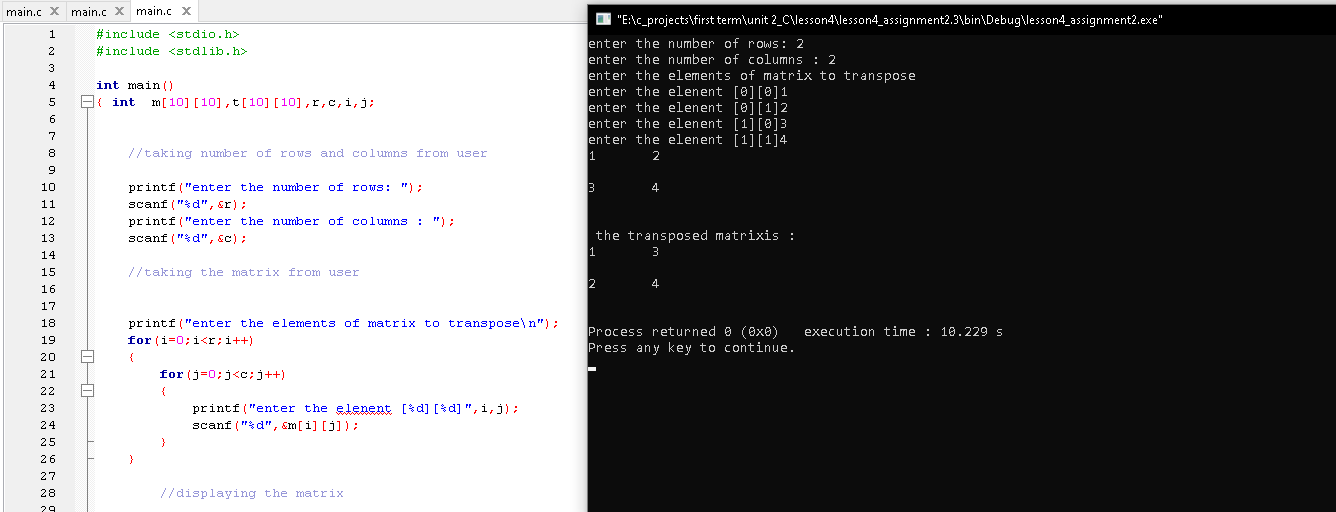 main.c main.c main.c
1 #include <stdio.h>
2 #include <stdlib.h>
3
4 int main()
5 { int  m[10][10],t[10][10],r,c,i,j;
6
7
8 //taking number of rows and columns from user
9
10 printf("enter the number of rows: ");
11 scanf("%d",&r);
12 printf("enter the number of columns : ");
13 scanf("%d",&c);
14
15 //taking the matrix from user
16
17
18 printf("enter the elements of matrix to transpose\n");
19 for(i=0;i<r;i++)
20 {
21 for(j=0;j<c;j++)
22 {
23 printf("enter the elenent [%d][%d]",i,j);
24 scanf("%d",&m[i][j]);
25 }
26 }
27
28 //displaying the matrix
29
"E:\c_projects\first term\unit 2_C\lesson4\lesson4_assignment2.3\bin\Debug\lesson4_assignment2.exe"
enter the number of rows: 2
enter the number of columns : 2
enter the elements of matrix to transpose
enter the elenent [0][0]1
enter the elenent [0][1]2
enter the elenent [1][0]3
enter the elenent [1][1]4
1 2
3 4
the transposed matrixis :
1 3
2 4
Process returned 0 (0x0)   execution time : 10.229 s
Press any key to continue.